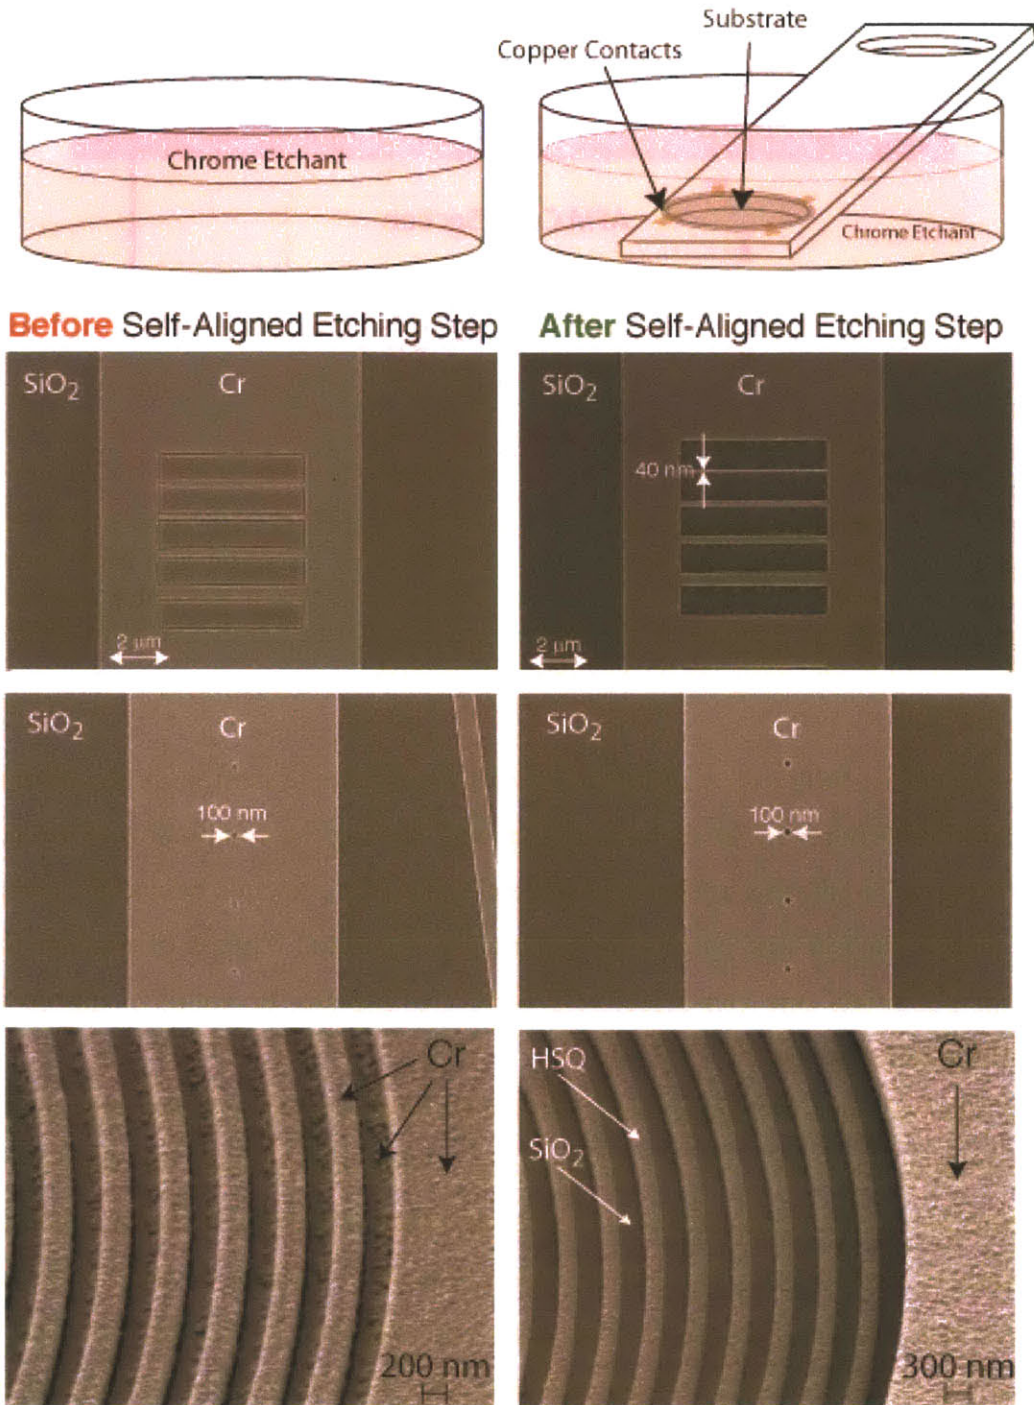 Substrate
Copper Contacts
Chrome Etchant
Chrome Etchant
Before Self-Aligned Etching Step
After Self-Aligned Etching Step
SiO2
Cr
2 μm
SiO2
Cr
40 nm
2 μm
SiO2
Cr
100 nm
SiO2
Cr
100 nm
Cr
200 nm
HSQ
SiO2
Cr
300 nm